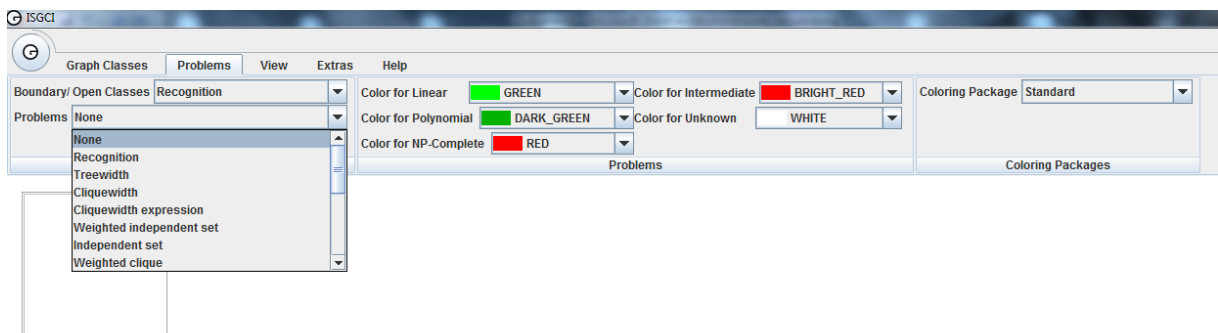 ISGCI
Graph Classes Problems View Extras Help
Boundary/ Open Classes Recognition
Problems None
None
Recognition
Treewidth
Cliquewidth
Cliquewidth expression
Weighted independent set
Independent set
Weighted clique
Color for Linear GREEN Color for Intermediate BRIGHT_RED
Color for Polynomial DARK_GREEN Color for Unknown WHITE
Color for NP-Complete RED
Problems
Coloring Package Standard
Coloring Packages